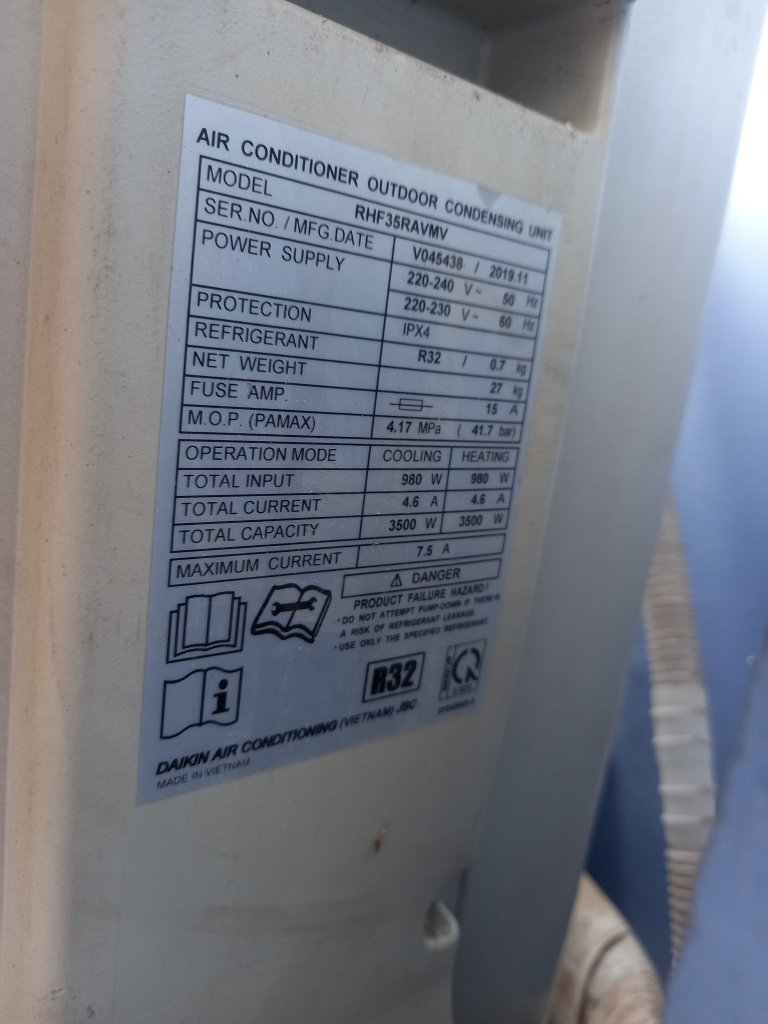 AIR CONDITIONER OUTDOOR CONDENSING UNIT
MODEL RHF35RAVMV
SER.NO. / MFG.DATE V045438 / 2019.11
POWER SUPPLY 220-240 V~ 50 Hz
220-230 V~ 60 Hz
PROTECTION IPX4
REFRIGERANT R32 / 0.7 kg
NET WEIGHT 27 kg
FUSE AMP. 15 A
M.O.P. (PAMAX) 4.17 MPa ( 41.7 bar)
OPERATION MODE COOLING HEATING
TOTAL INPUT 980 W 980 W
TOTAL CURRENT 4.6 A 4.6 A
TOTAL CAPACITY 3500 W 3500 W
MAXIMUM CURRENT 7.5 A
⚠ DANGER
PRODUCT FAILURE HAZARD!
· DO NOT ATTEMPT PUMP-DOWN IF THERE IS
A RISK OF REFRIGERANT LEAKAGE.
· USE ONLY THE SPECIFIED REFRIGERANT.
i
R32
DAIKIN AIR CONDITIONING (VIETNAM) JSC
MADE IN VIETNAM